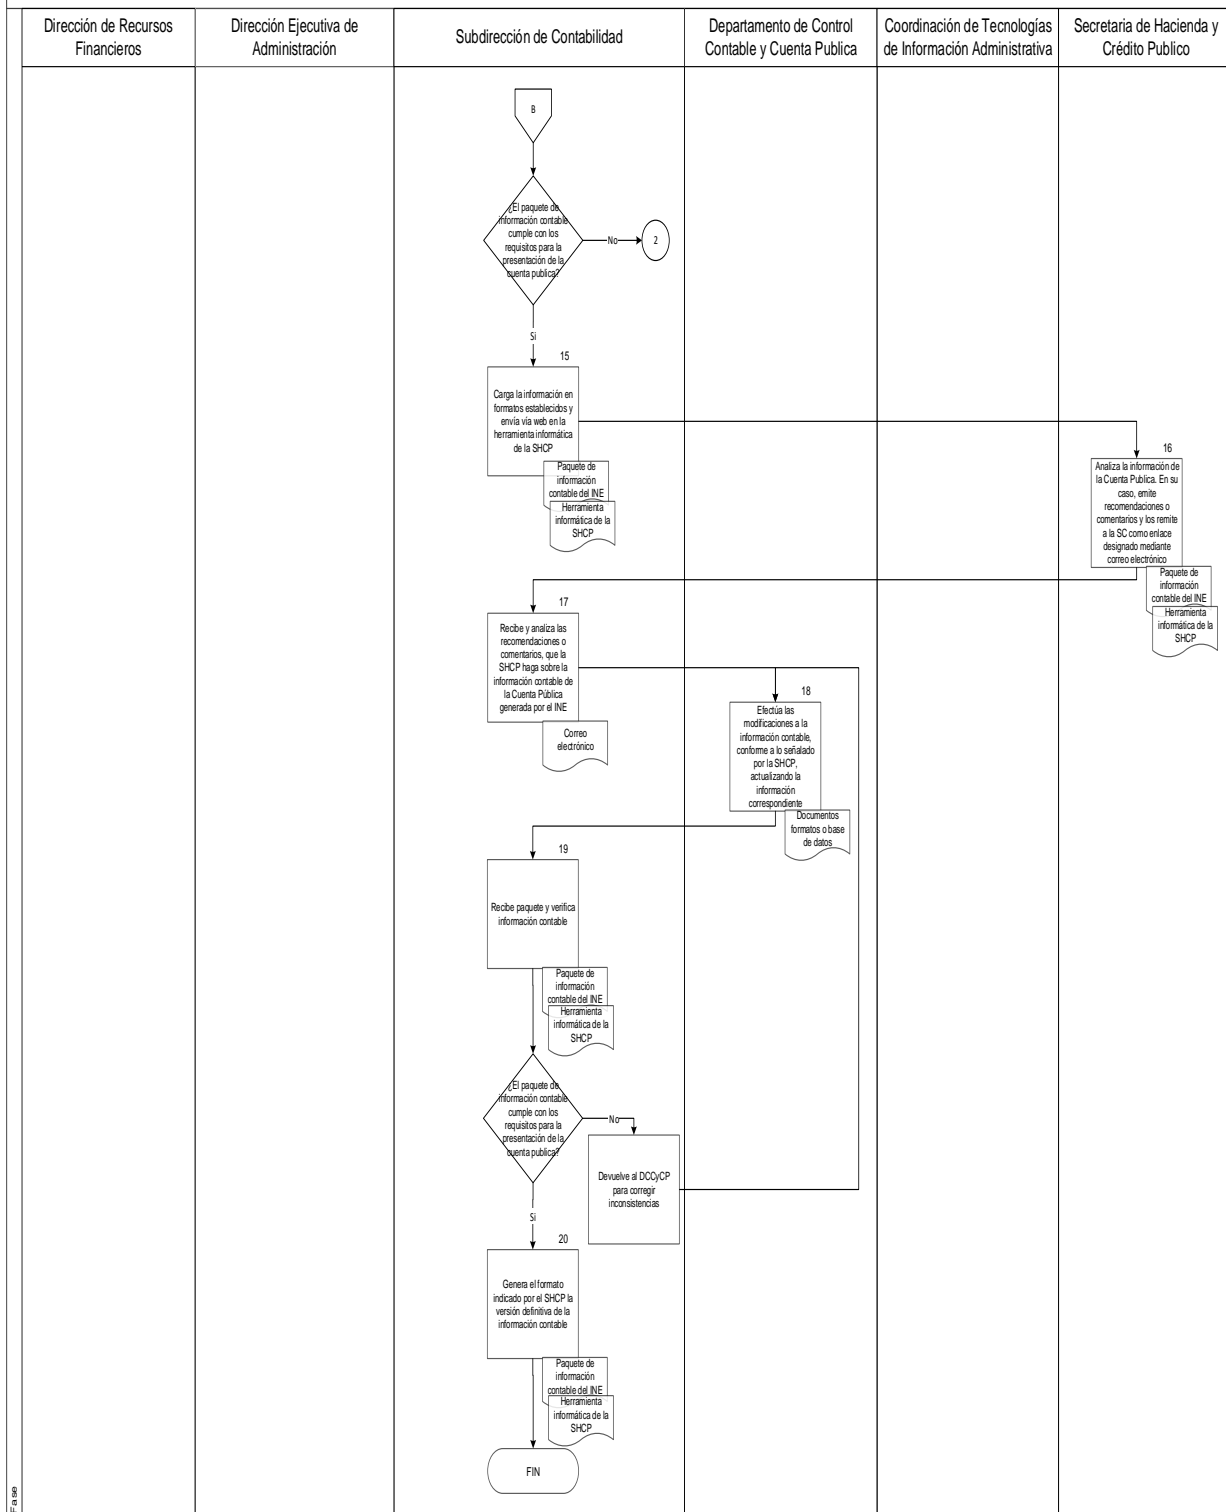 Dirección de Recursos
Financieros
Dirección Ejecutiva de
Administración
Subdirección de Contabilidad
Departamento de Control
Contable y Cuenta Publica
Coordinación de Tecnologías
de Información Administrativa
Secretaria de Hacienda y
Crédito Publico
B
¿El paquete de
información contable
cumple con los
requisitos para la
presentación de la
cuenta publica?
No
2
Si
15
Carga la información en
formatos establecidos y
envía vía web en la
herramienta informática
de la SHCP
Paquete de
información
contable del INE
Herramienta
informática de la
SHCP
16
Analiza la información de
la Cuenta Publica. En su
caso, emite
recomendaciones o
comentarios y los remite
a la SC como enlace
designado mediante
correo electrónico
Paquete de
información
contable del INE
Herramienta
informática de la
SHCP
17
Recibe y analiza las
recomendaciones o
comentarios, que la
SHCP haga sobre la
información contable de
la Cuenta Pública
generada por el INE
Correo
electrónico
18
Efectúa las
modificaciones a la
información contable,
conforme a lo señalado
por la SHCP,
actualizando la
información
correspondiente
Documentos
formatos o base
de datos
19
Recibe paquete y verifica
información contable
Paquete de
información
contable del INE
Herramienta
informática de la
SHCP
¿El paquete de
información contable
cumple con los
requisitos para la
presentación de la
cuenta publica?
No
Devuelve al DCCyCP
para corregir
inconsistencias
Si
20
Genera el formato
indicado por el SHCP la
versión definitiva de la
información contable
Paquete de
información
contable del INE
Herramienta
informática de la
SHCP
FIN
Fase